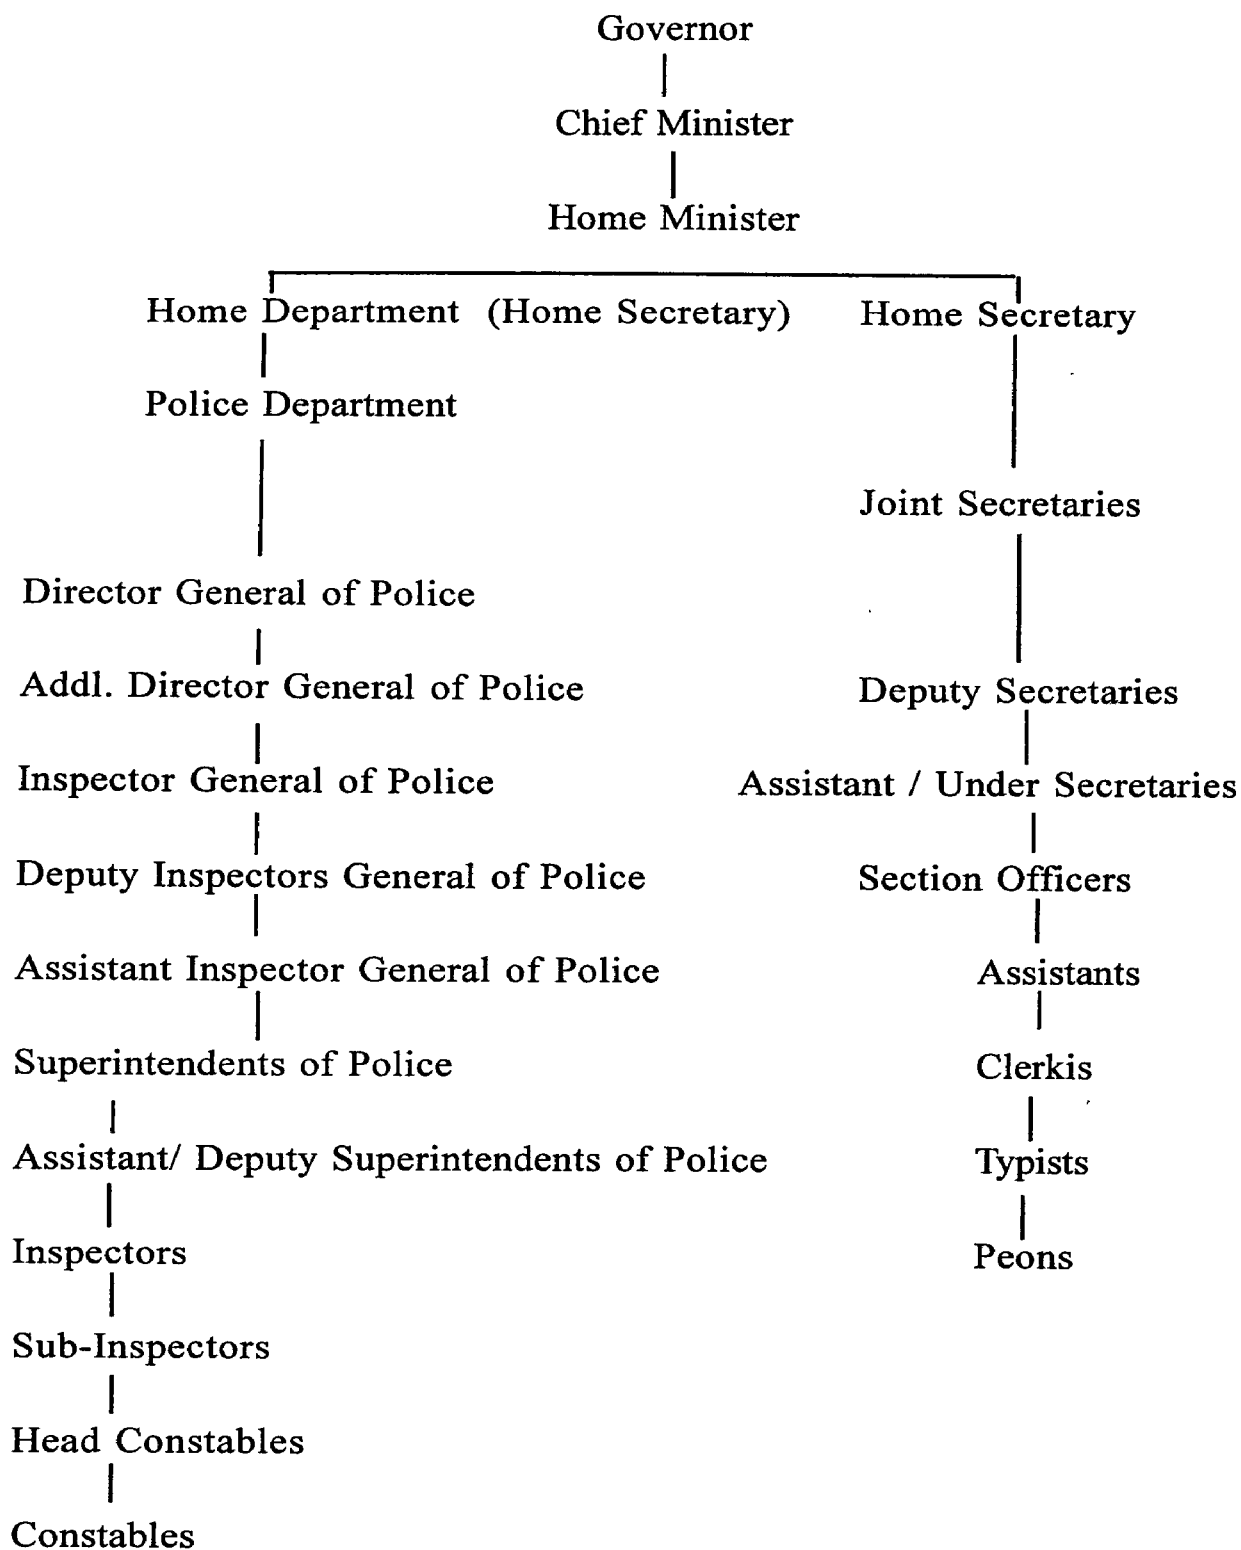 Governor
Chief Minister
Home Minister
Home Department (Home Secretary)
Police Department
Director General of Police
Addl. Director General of Police
Inspector General of Police
Deputy Inspectors General of Police
Assistant Inspector General of Police
Superintendents of Police
Assistant/ Deputy Superintendents of Police
Inspectors
Sub-Inspectors
Head Constables
Constables
Home Secretary
Joint Secretaries
Deputy Secretaries
Assistant / Under Secretaries
Section Officers
Assistants
Clerkis
Typists
Peons